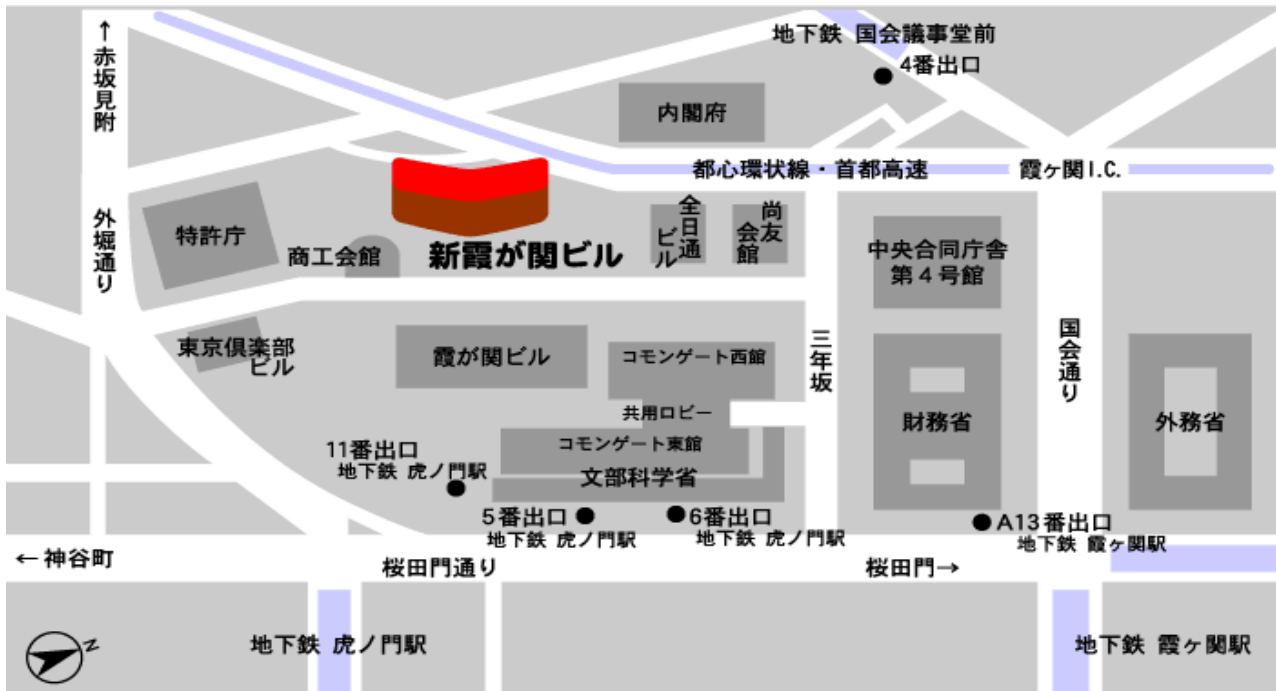 ↑赤坂見附
地下鉄 国会議事堂前
4番出口
内閣府
都心環状線・首都高速
霞ヶ関I.C.
外堀通り
特許庁
商工会館
新霞が関ビル
全日通
ビル
尚友
会館
中央合同庁舎
第4号館
東京倶楽部
ビル
霞が関ビル
コモンゲート西館
三年坂
国会通り
共用ロビー
財務省
外務省
コモンゲート東館
文部科学省
11番出口
地下鉄 虎ノ門駅
5番出口
地下鉄 虎ノ門駅
6番出口
地下鉄 虎ノ門駅
A13番出口
地下鉄 霞ヶ関駅
←神谷町
桜田門通り
桜田門→
地下鉄 虎ノ門駅
地下鉄 霞ヶ関駅
N